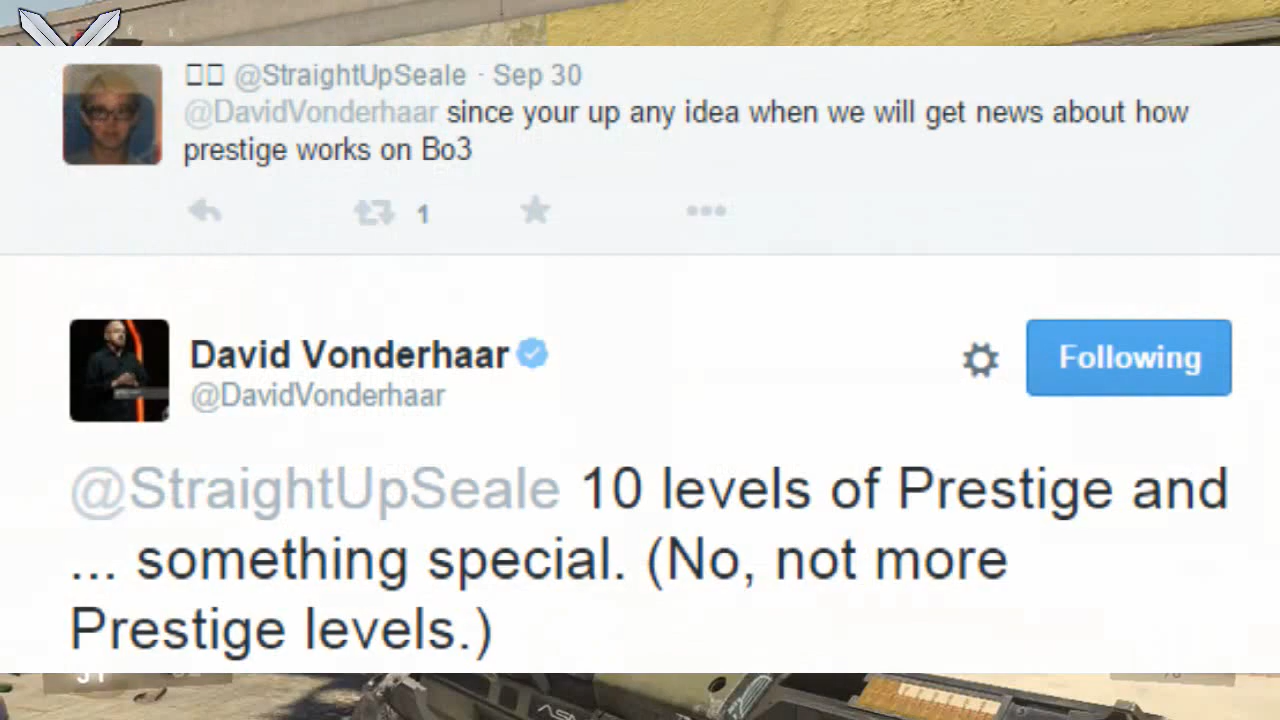 □□ @StraightUpSeale · Sep 30
@DavidVonderhaar since your up any idea when we will get news about how
prestige works on Bo3
1
David Vonderhaar
@DavidVonderhaar
Following
@StraightUpSeale 10 levels of Prestige and
... something special. (No, not more
Prestige levels.)